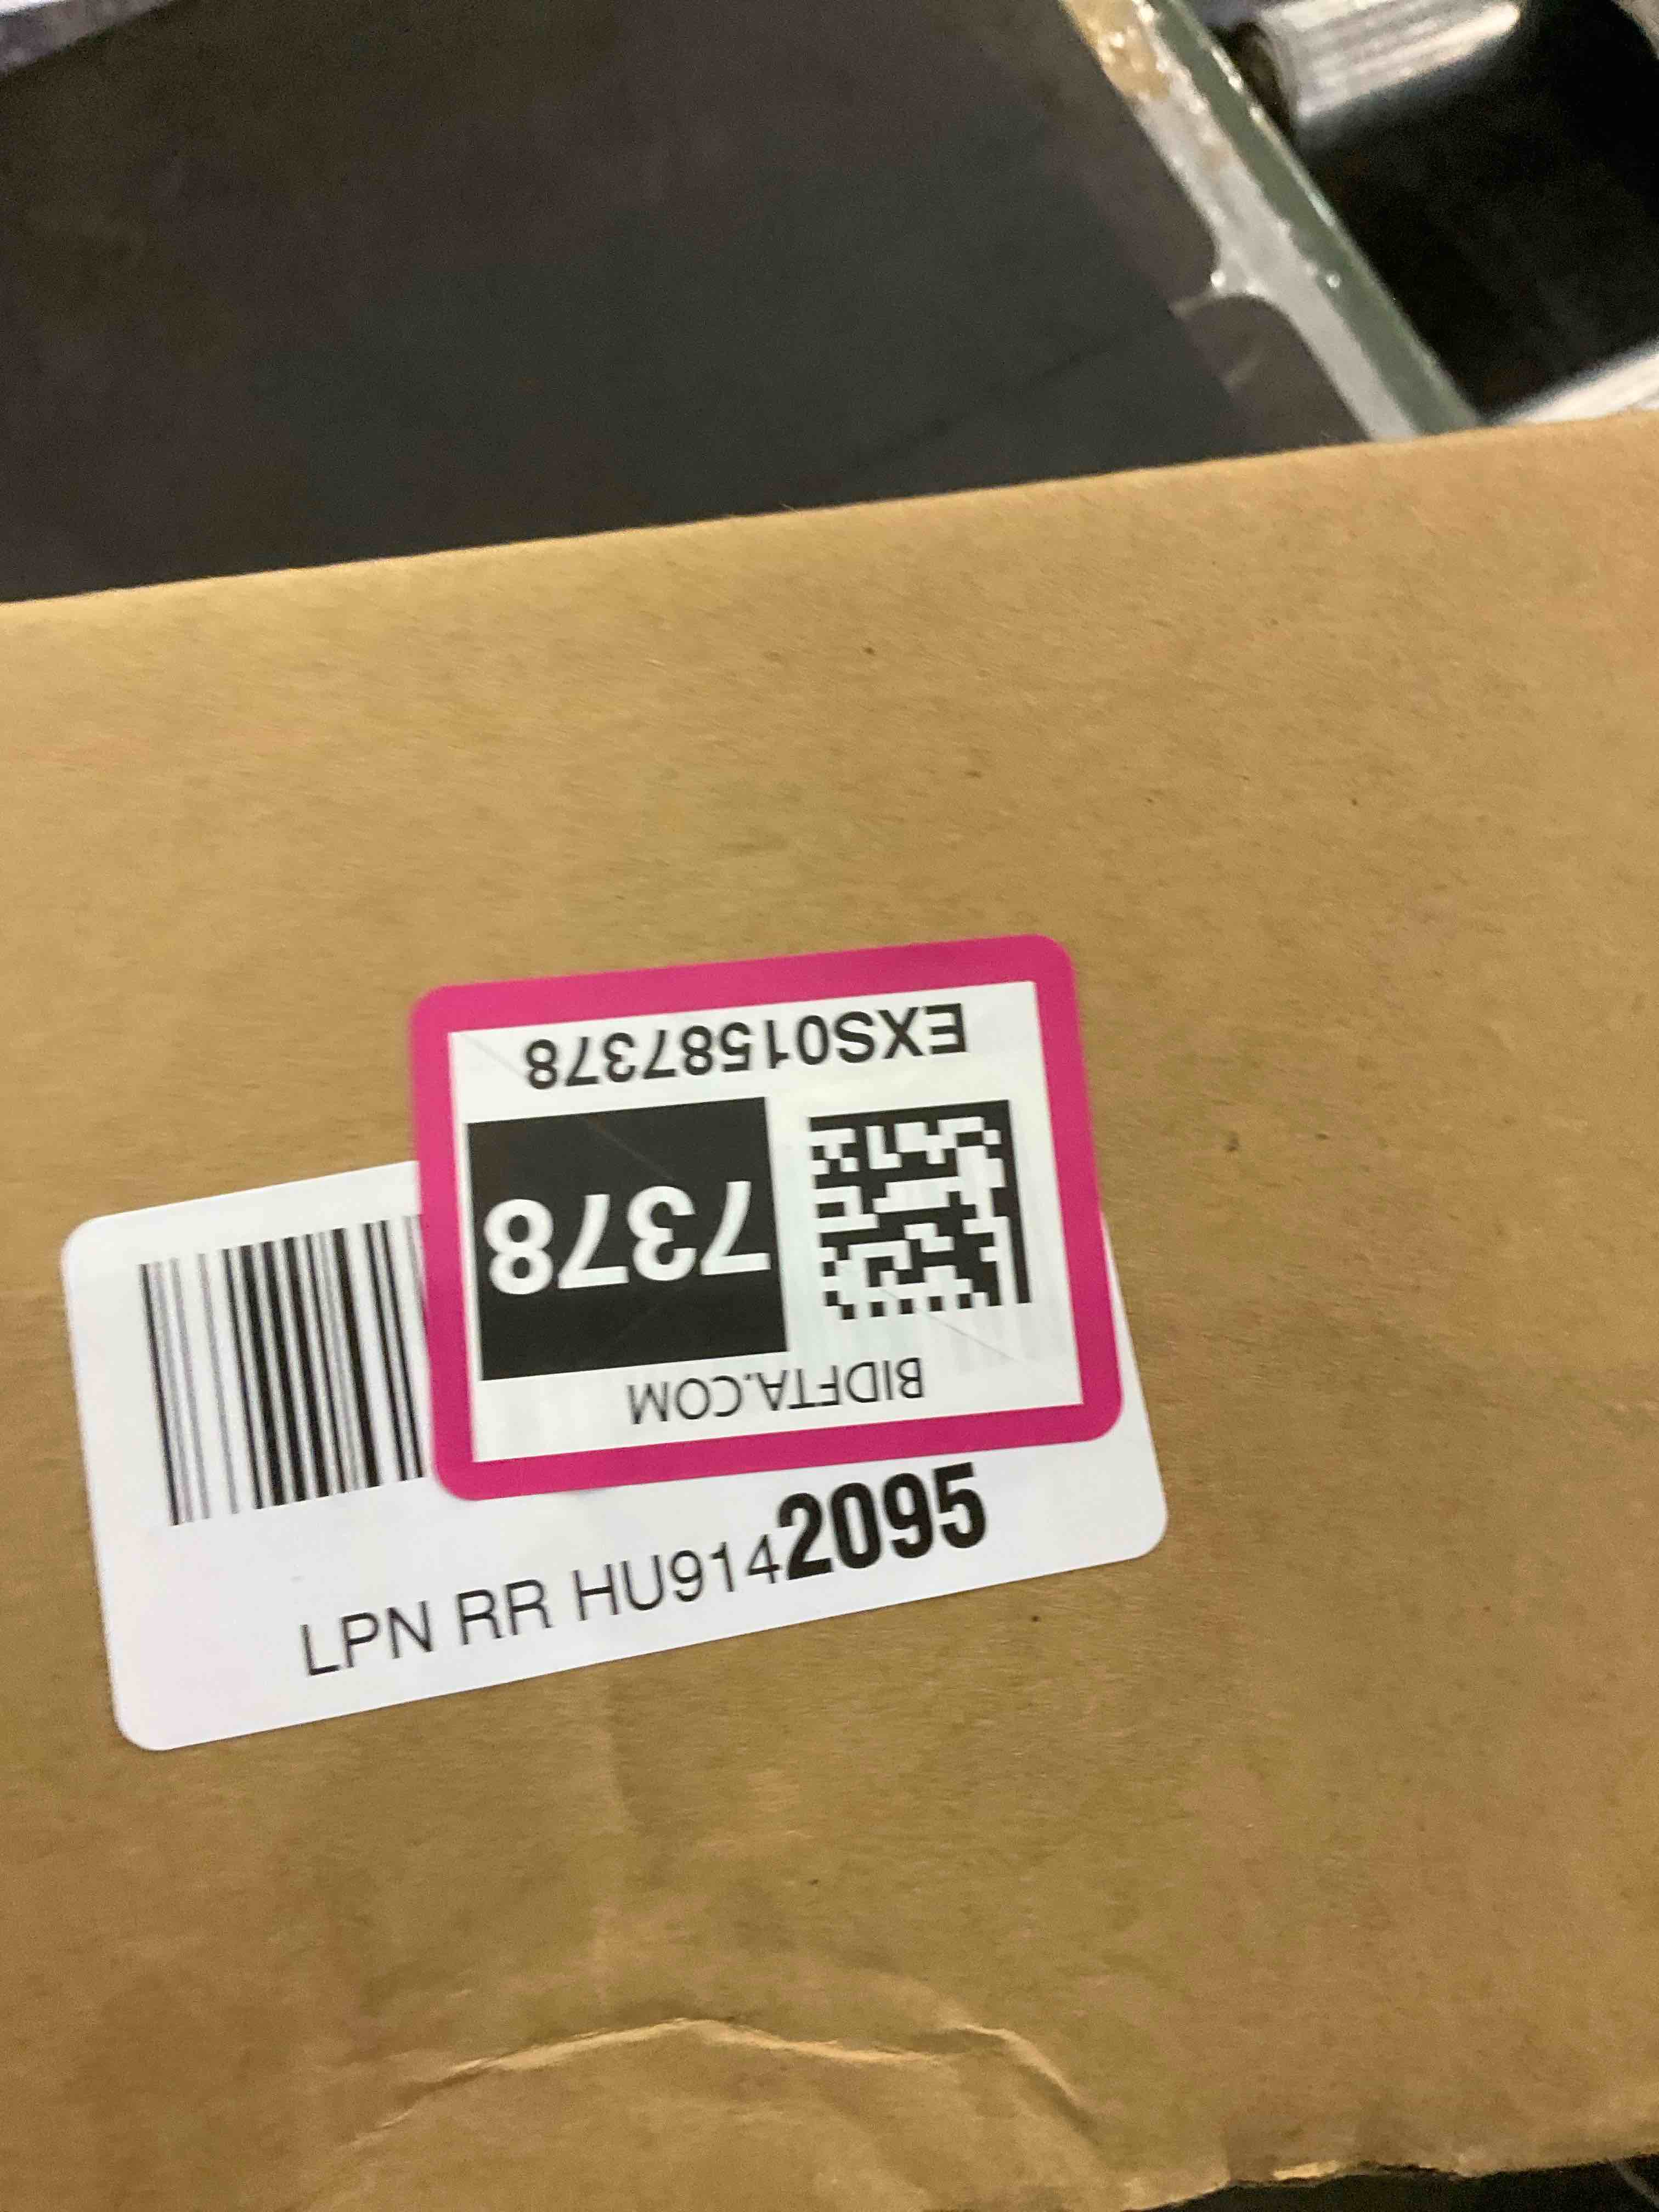 BIDFTA.COM
7378
EXS01587378
LPN RR HU9142095